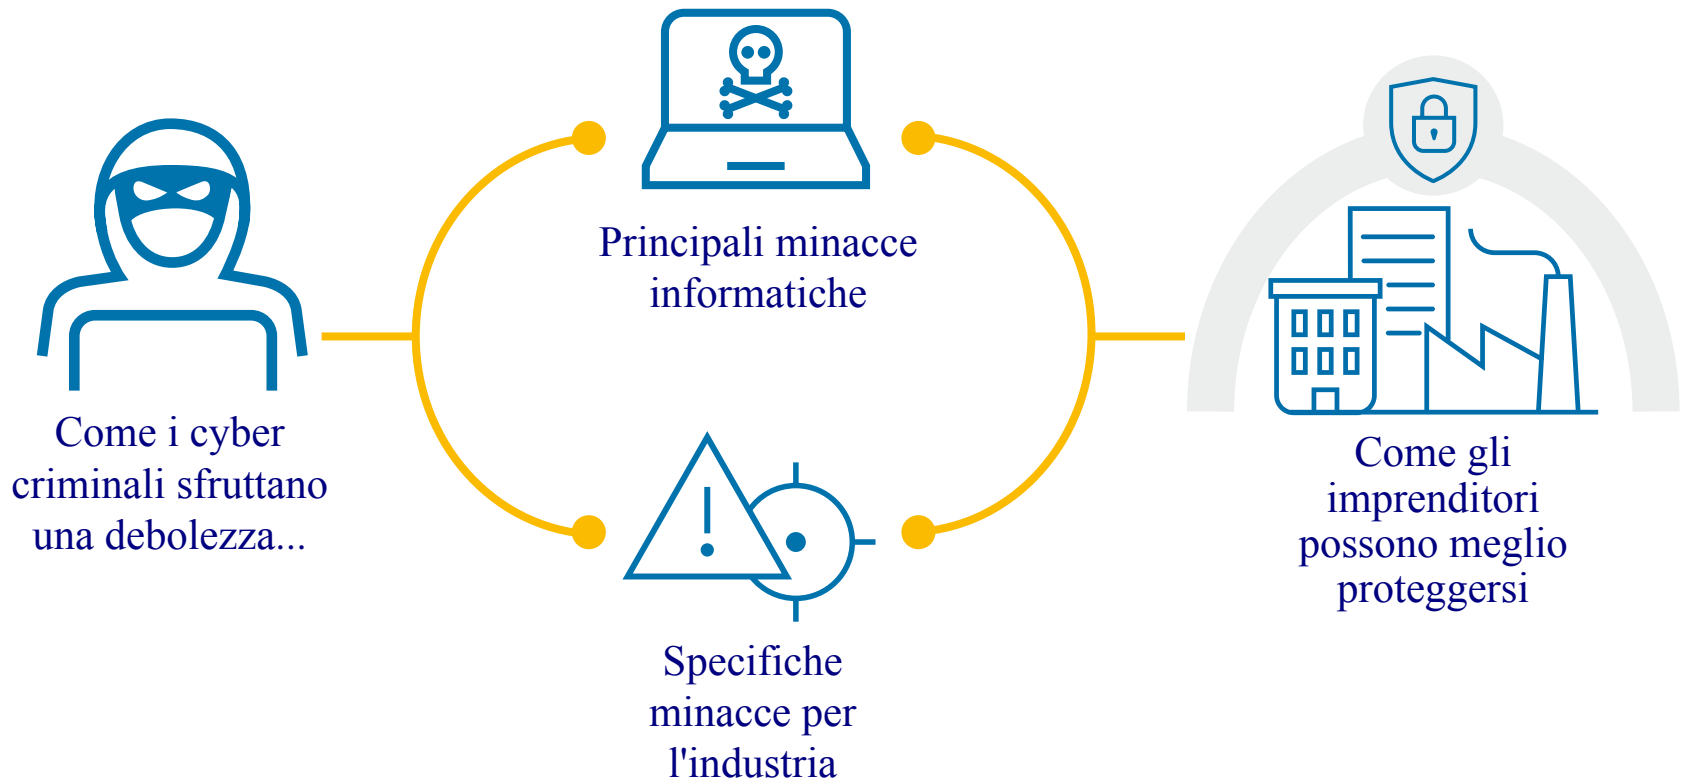 Come i cyber
criminali sfruttano
una debolezza...
Principali minacce
informatiche
Specifiche
minacce per
l'industria
Come gli
imprenditori
possono meglio
proteggersi